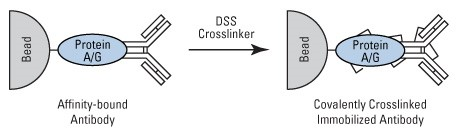 Bead
Protein
A/G
DSS
Crosslinker
Bead
Protein
A/G
Affinity-bound
Antibody
Covalently Crosslinked
Immobilized Antibody